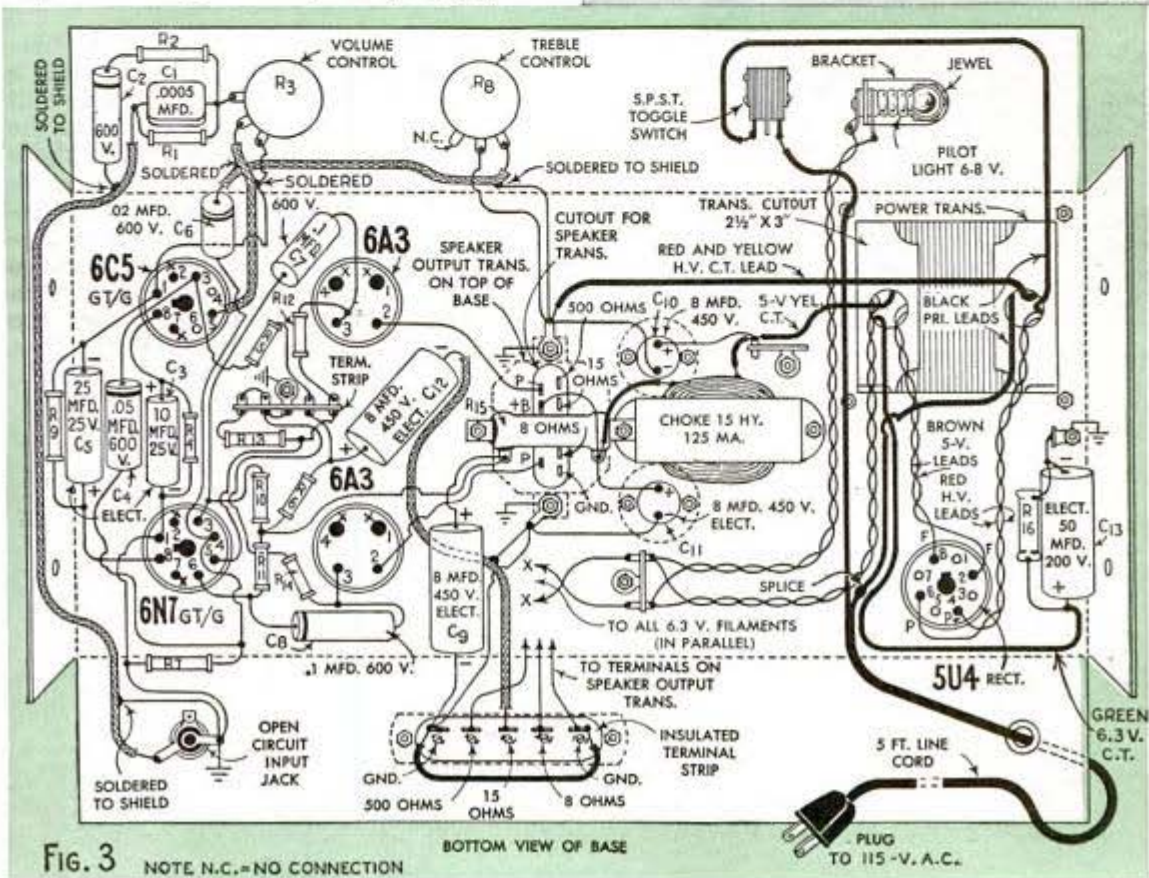 R2
C2
C1
.0005
MFD.
600
V.
R1
SOLDERED
TO SHIELD
VOLUME
CONTROL
R3
TREBLE
CONTROL
R8
N.C.
SOLDERED TO SHIELD
S.P.S.T.
TOGGLE
SWITCH
BRACKET
JEWEL
PILOT
LIGHT 6-8 V.
SOLDERED
SOLDERED
600 V.
.02 MFD.
600 V.
C6
.1
MFD.
C7
6A3
6C5
GT/G
SPEAKER
OUTPUT TRANS.
ON TOP OF
BASE
CUTOUT FOR
SPEAKER
TRANS.
TRANS. CUTOUT
2½" X 3"
POWER TRANS.
RED AND YELLOW
H.V. C.T. LEAD
500 OHMS
C10
8 MFD.
450 V.
5-V YEL.
C.T.
BLACK
PRI. LEADS
R12
TERM.
STRIP
15
OHMS
P
+B
P
8 OHMS
R15
CHOKE 15 HY.
125 MA.
8 MFD.
450 V.
ELECT. C12
R9
25
MFD.
25 V.
C5
.05
MFD.
600
V.
C4
C3
10
MFD.
25V.
R4
ELECT.
R13
R10
6A3
R14
6N7 GT/G
GND.
8 MFD. 450 V.
ELECT.
C11
BROWN
5-V.
LEADS
RED
H.V.
LEADS
R16
ELECT.
50
MFD.
200 V.
C13
8 MFD.
450 V.
ELECT.
C9
SPLICE
TO ALL 6.3 V. FILAMENTS
(IN PARALLEL)
C8
.1 MFD. 600 V.
R7
TO TERMINALS ON
SPEAKER OUTPUT
TRANS.
5U4 RECT.
GREEN
6.3 V.
C.T.
OPEN
CIRCUIT
INPUT
JACK
SOLDERED
TO SHIELD
INSULATED
TERMINAL
STRIP
GND.
500 OHMS
15
OHMS
8 OHMS
GND.
5 FT. LINE
CORD
PLUG
TO 115-V. A.C.
BOTTOM VIEW OF BASE
FIG. 3 NOTE N.C.=NO CONNECTION